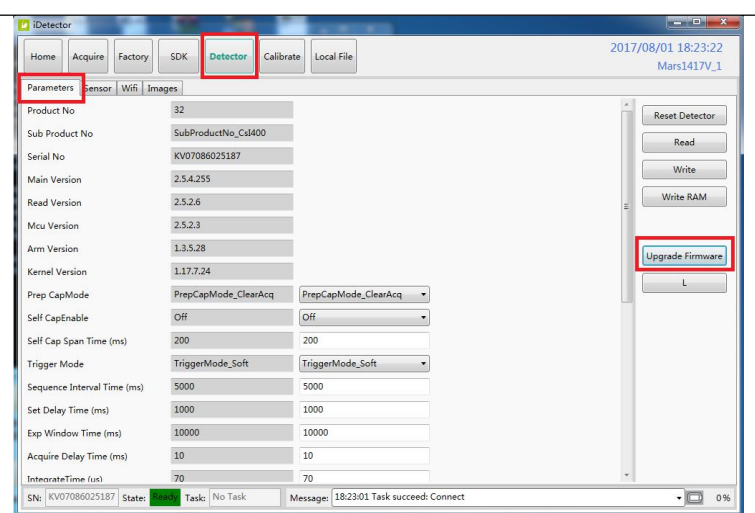 iDetector
Home Acquire Factory SDK Detector Calibrate Local File
2017/08/01 18:23:22
Mars1417V_1
Parameters Sensor Wifi Images
Product No 32
Sub Product No SubProductNo_CsI400
Serial No KV07086025187
Main Version 2.5.4.255
Read Version 2.5.2.6
Mcu Version 2.5.2.3
Arm Version 1.3.5.28
Kernel Version 1.17.7.24
Prep CapMode PrepCapMode_ClearAcq PrepCapMode_ClearAcq
Self CapEnable Off Off
Self Cap Span Time (ms) 200 200
Trigger Mode TriggerMode_Soft TriggerMode_Soft
Sequence Interval Time (ms) 5000 5000
Set Delay Time (ms) 1000 1000
Exp Window Time (ms) 10000 10000
Acquire Delay Time (ms) 10 10
IntegrateTime (us) 70 70
Reset Detector
Read
Write
Write RAM
Upgrade Firmware
L
SN: KV07086025187 State: Ready Task: No Task Message: 18:23:01 Task succeed: Connect 0%